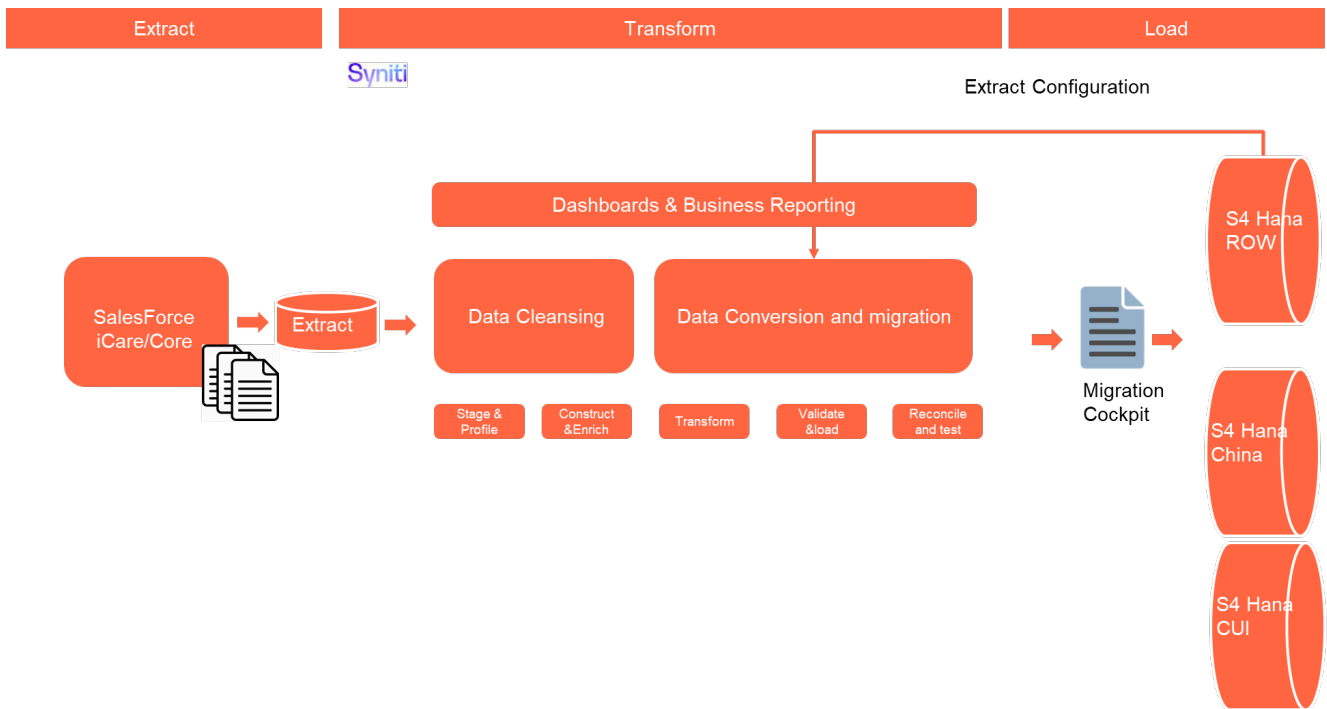 Extract
Transform
Load
Syniti
Extract Configuration
Dashboards & Business Reporting
S4 Hana
ROW
SalesForce
iCare/Core
Extract
Data Cleansing
Data Conversion and migration
Migration
Cockpit
Stage &
Profile
Construct
&Enrich
Transform
Validate
&load
Reconcile
and test
S4 Hana
China
S4 Hana
CUI